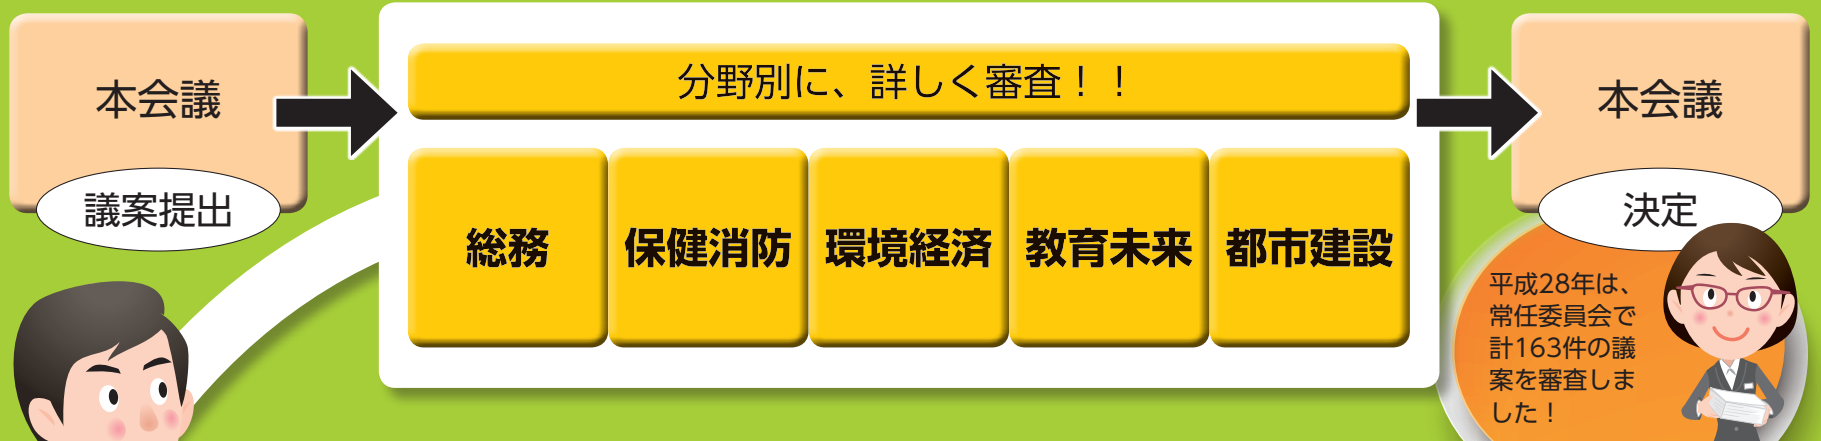 本会議
議案提出
分野別に、詳しく審査！！
総務
保健消防
環境経済
教育未来
都市建設
本会議
決定
平成28年は、
常任委員会で
計163件の議
案を審査しま
した！